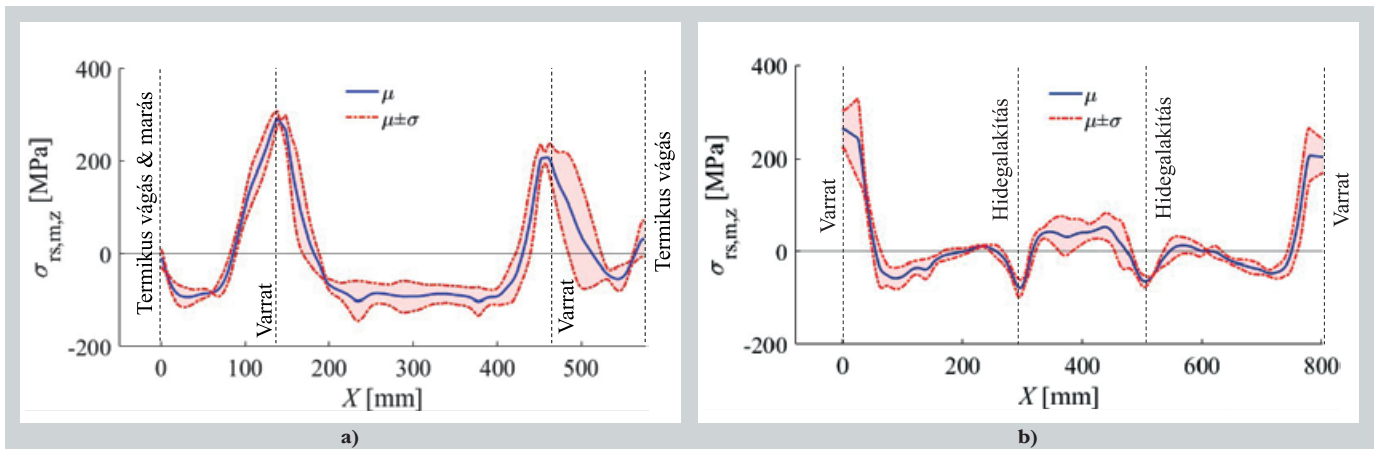 400
200
0
-200
σrs,m,z [MPa]
Termikus vágás & marás
Varrat
μ
μ±σ
Varrat
Termikus vágás
0 100 200 300 400 500
X [mm]
a)
400
200
0
-200
σrs,m,z [MPa]
Varrat
Hidegalakítás
μ
μ±σ
Hidegalakítás
Varrat
0 200 400 600 800
X [mm]
b)